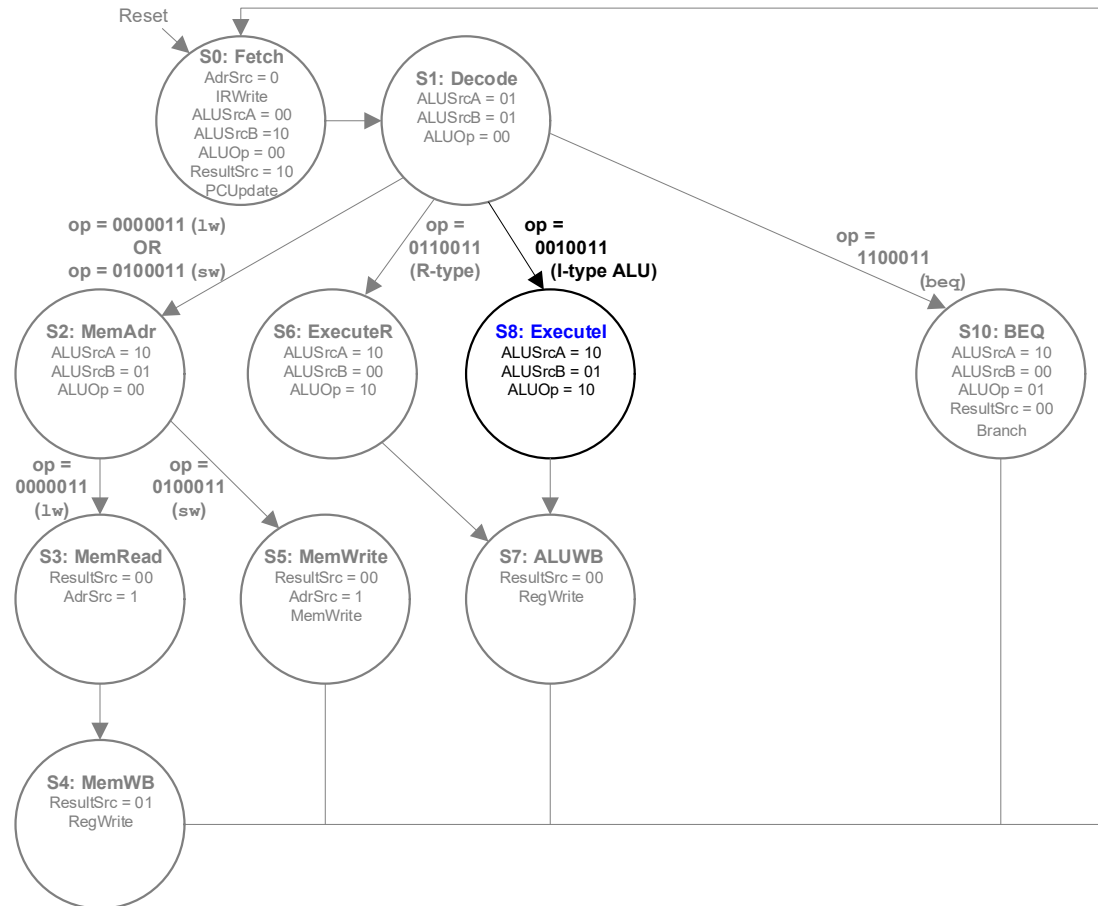 Reset
S0: Fetch
AdrSrc = 0
IRWrite
ALUSrcA = 00
ALUSrcB =10
ALUOp = 00
ResultSrc = 10
PCUpdate
S1: Decode
ALUSrcA = 01
ALUSrcB = 01
ALUOp = 00
op = 0000011 (lw)
OR
op = 0100011 (sw)
op =
0110011
(R-type)
op =
0010011
(I-type ALU)
op =
1100011
(beq)
S2: MemAdr
ALUSrcA = 10
ALUSrcB = 01
ALUOp = 00
S6: ExecuteR
ALUSrcA = 10
ALUSrcB = 00
ALUOp = 10
S8: ExecuteI
ALUSrcA = 10
ALUSrcB = 01
ALUOp = 10
S10: BEQ
ALUSrcA = 10
ALUSrcB = 00
ALUOp = 01
ResultSrc = 00
Branch
op =
0000011
(lw)
op =
0100011
(sw)
S3: MemRead
ResultSrc = 00
AdrSrc = 1
S5: MemWrite
ResultSrc = 00
AdrSrc = 1
MemWrite
S7: ALUWB
ResultSrc = 00
RegWrite
S4: MemWB
ResultSrc = 01
RegWrite